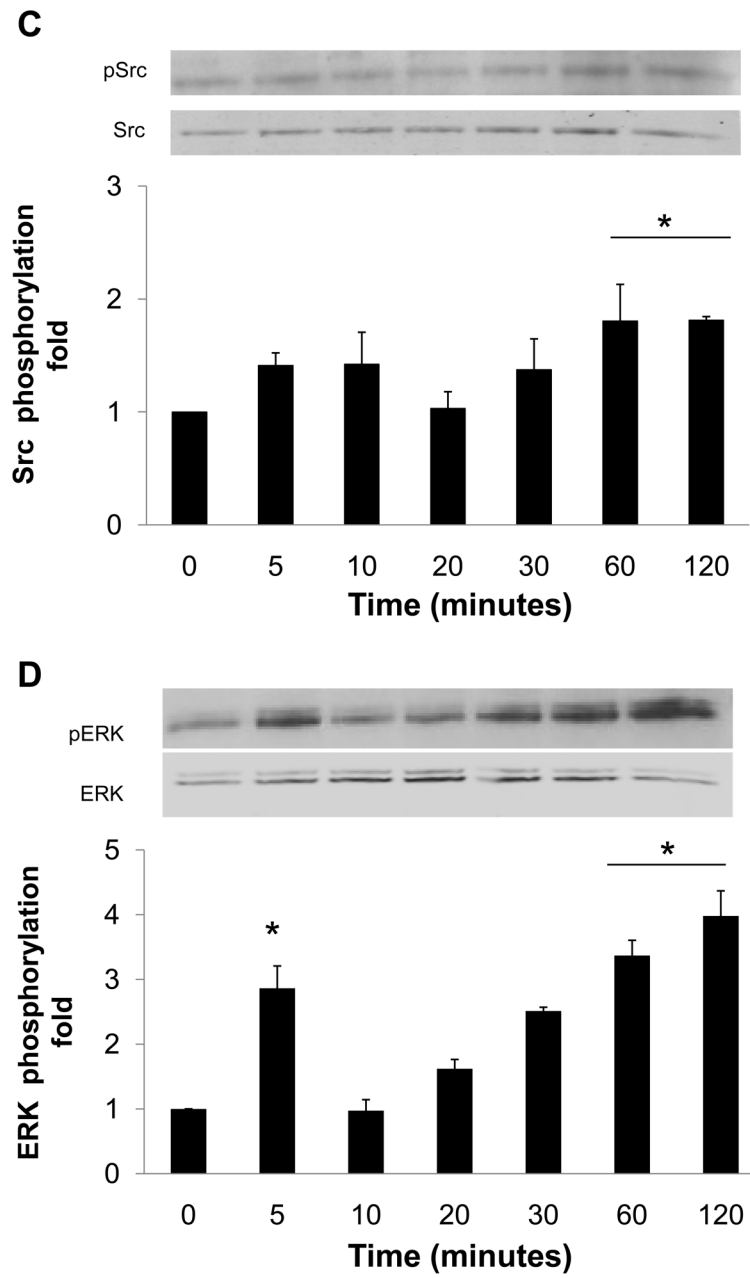 C
pSrc
Src
Src phosphorylation
fold
3
2
1
0
*
0 5 10 20 30 60 120
Time (minutes)
D
pERK
ERK
ERK phosphorylation
fold
5
4
3
2
1
0
*
*
0 5 10 20 30 60 120
Time (minutes)